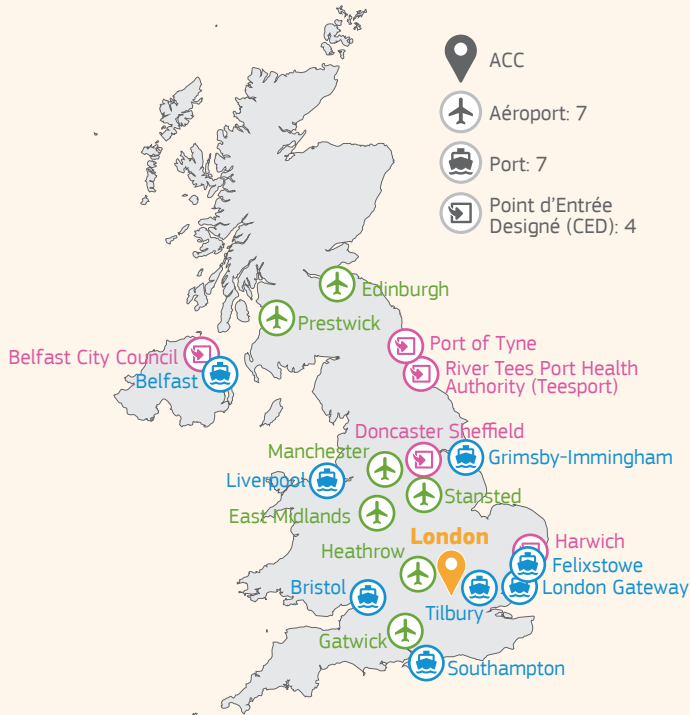 ACC
Aéroport: 7
Port: 7
Point d'Entrée
Designé (CED): 4
Edinburgh
Prestwick
Port of Tyne
Belfast City Council
River Tees Port Health
Authority (Teesport)
Belfast
Doncaster Sheffield
Manchester
Grimsby-Immingham
Liverpool
Stansted
East Midlands
London
Harwich
Heathrow
Felixstowe
Bristol
London Gateway
Tilbury
Gatwick
Southampton